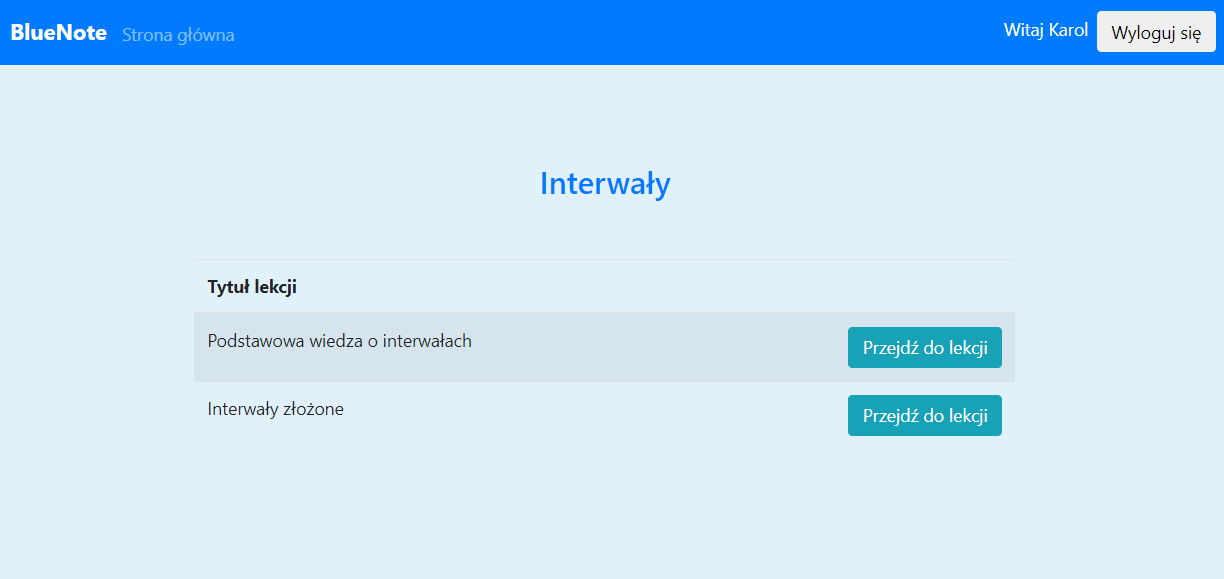 BlueNote Strona główna Witaj Karol Wyloguj się
Interwały
Tytuł lekcji
Podstawowa wiedza o interwałach Przejdź do lekcji
Interwały złożone Przejdź do lekcji